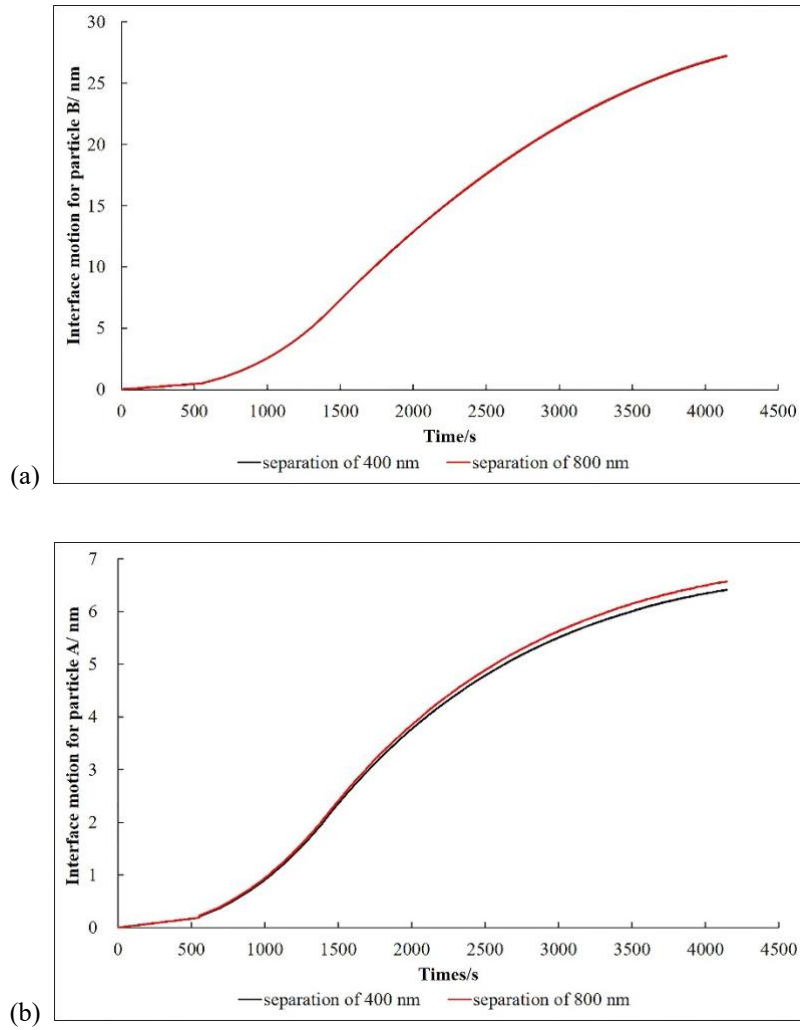 30
25
20
15
10
5
0
Interface motion for particle B/ nm
0 500 1000 1500 2000 2500 3000 3500 4000 4500
Time/s
separation of 400 nm separation of 800 nm
(a)
7
6
5
4
3
2
1
0
Interface motion for particle A/ nm
0 500 1000 1500 2000 2500 3000 3500 4000 4500
Times/s
separation of 400 nm separation of 800 nm
(b)